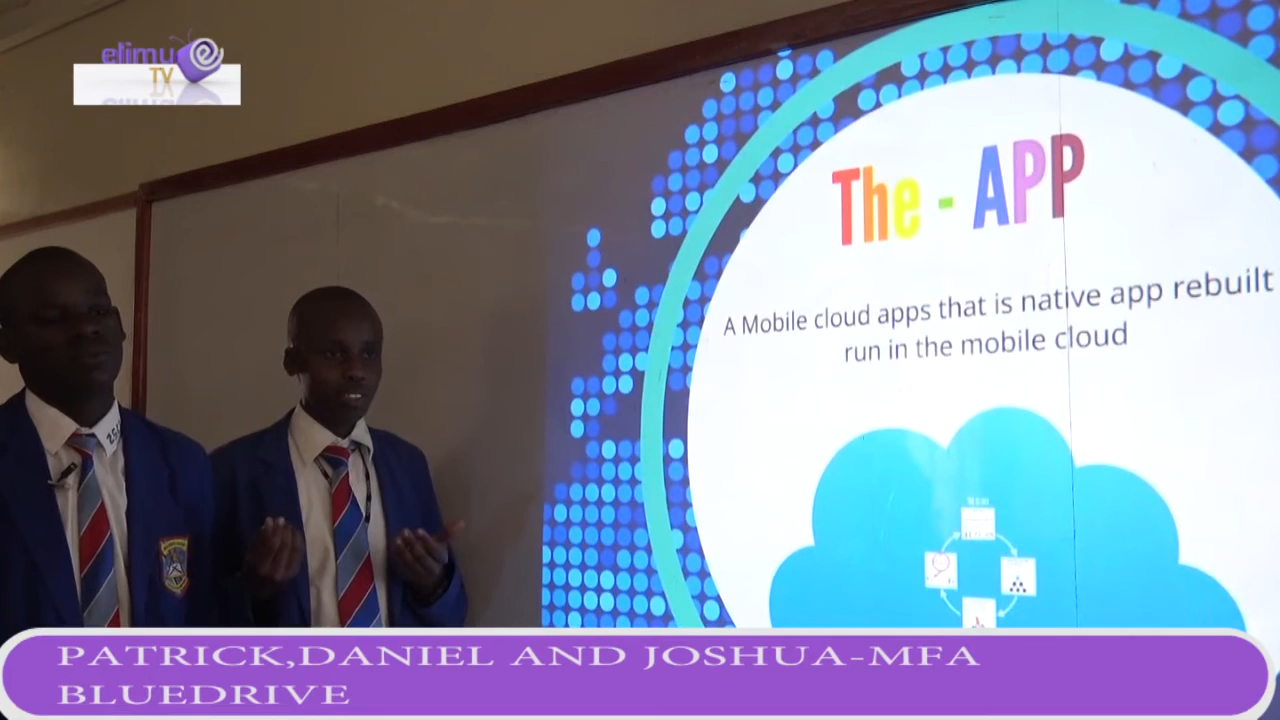 elimu
TV
The - APP
A Mobile cloud apps that is native app rebuilt
run in the mobile cloud
PATRICK,DANIEL AND JOSHUA-MFA
BLUEDRIVE